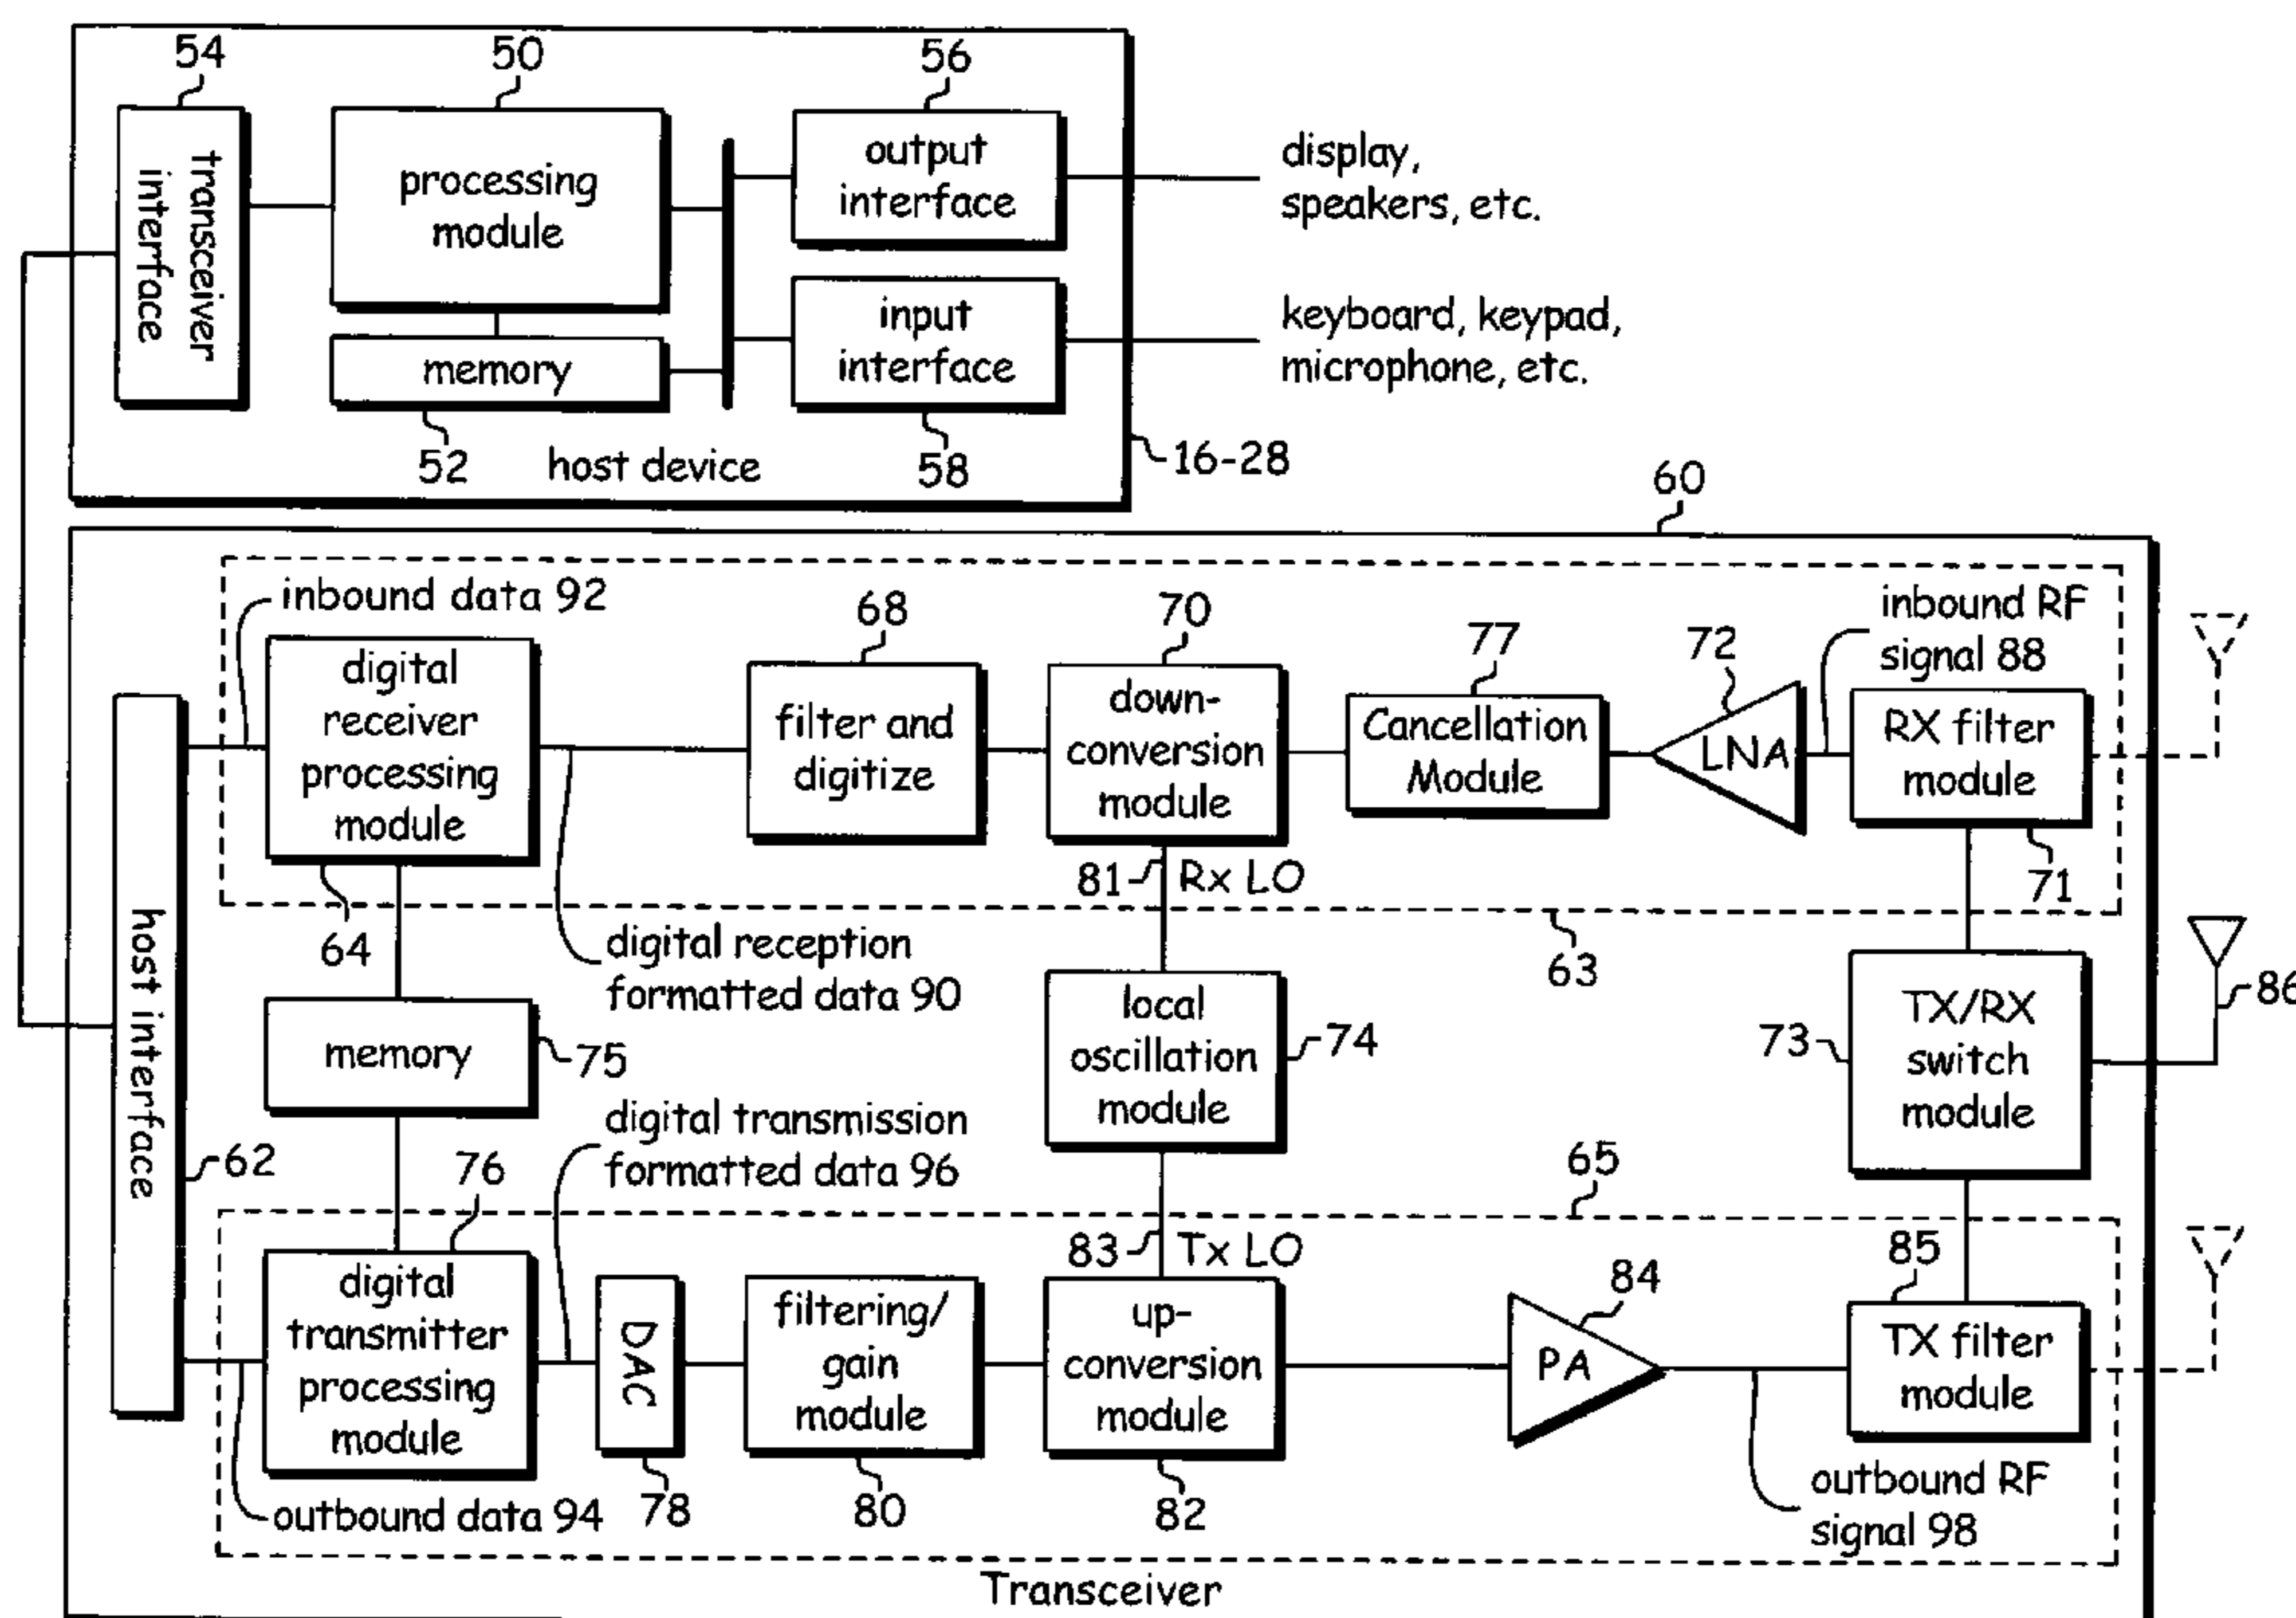 54
50
56
transceiver
interface
processing
module
output
interface
display,
speakers, etc.
memory
input
interface
keyboard, keypad,
microphone, etc.
52
host device
58
16-28
60
inbound data 92
68
70
77
72
inbound RF
signal 88
digital
receiver
processing
module
filter and
digitize
down-
conversion
module
Cancellation
Module
LNA
RX filter
module
81
Rx LO
71
64
digital reception
formatted data 90
63
host interface
memory
75
local
oscillation
module
74
73
TX/RX
switch
module
86
62
76
digital transmission
formatted data 96
65
83
Tx LO
84
85
digital
transmitter
processing
module
DAC
filtering/
gain
module
up-
conversion
module
PA
TX filter
module
outbound data 94
78
80
82
outbound RF
signal 98
Transceiver